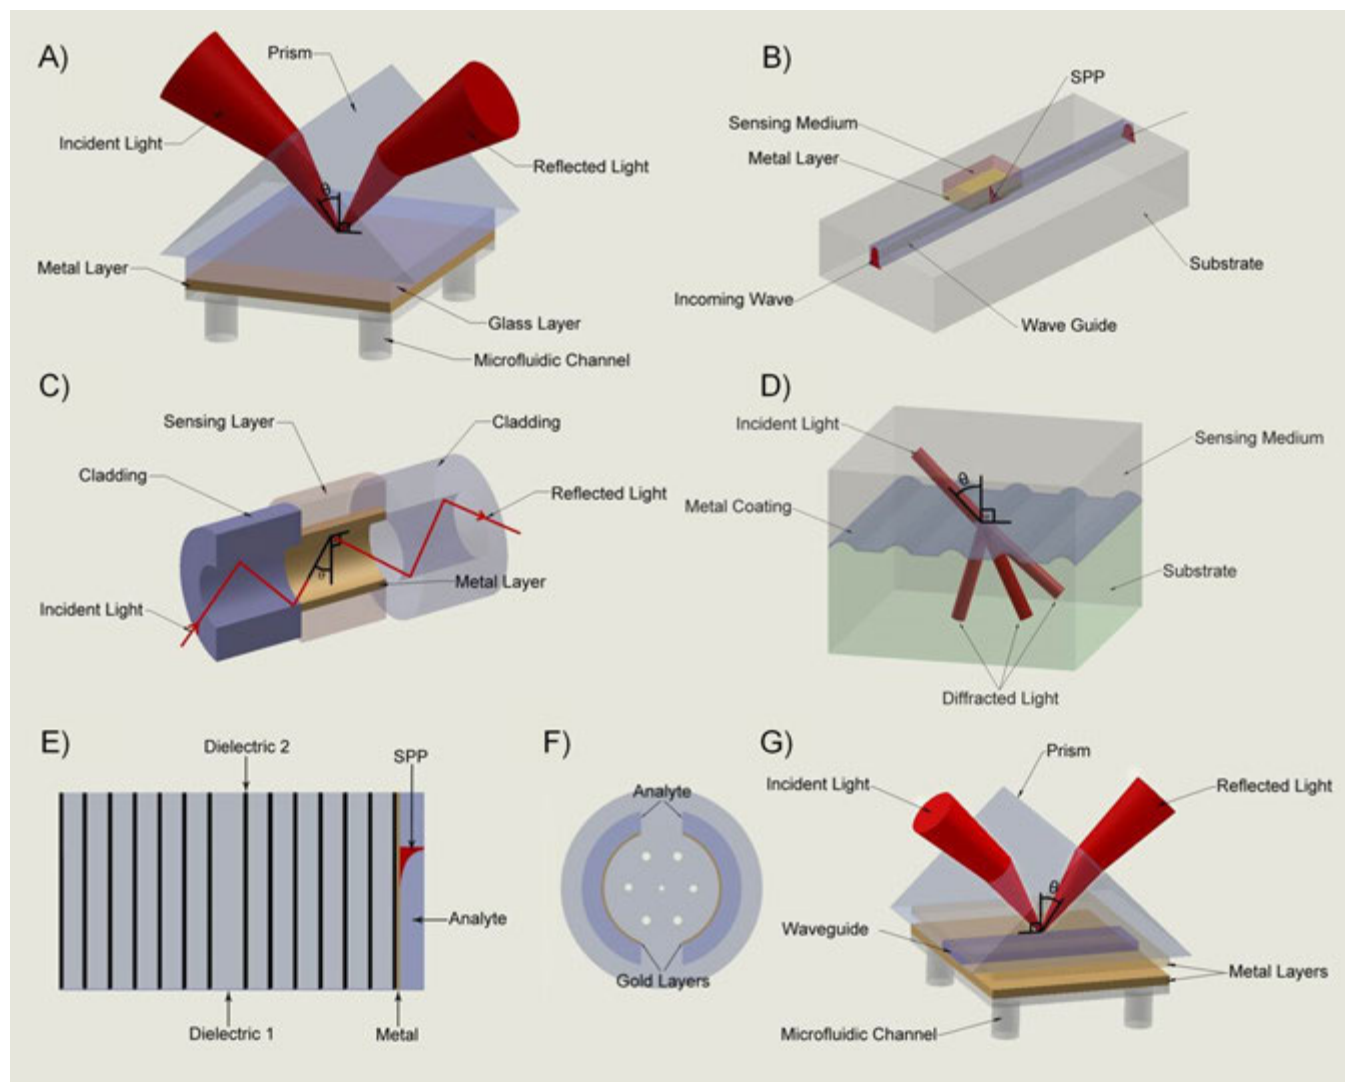 A)
Prism
Incident Light
Reflected Light
θ
Metal Layer
Glass Layer
Microfluidic Channel
B)
SPP
Sensing Medium
Metal Layer
Substrate
Incoming Wave
Wave Guide
C)
Sensing Layer
Cladding
Cladding
Reflected Light
θ
Metal Layer
Incident Light
D)
Incident Light
Sensing Medium
θ
Metal Coating
Substrate
Diffracted Light
E)
Dielectric 2
SPP
Analyte
Dielectric 1
Metal
F)
Analyte
Gold Layers
G)
Prism
Incident Light
Reflected Light
θ
Waveguide
Metal Layers
Microfluidic Channel